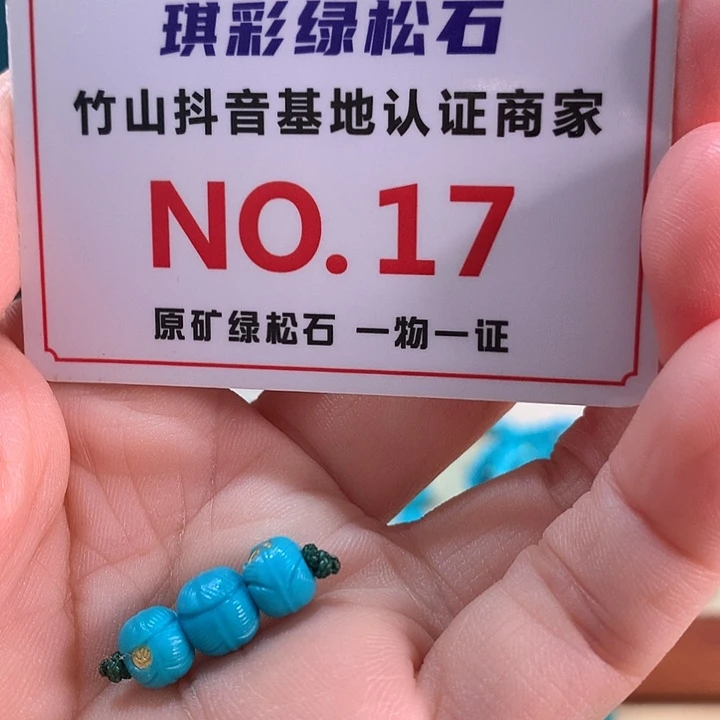 琪彩绿松石
竹山抖音基地认证商家
NO.17
原矿绿松石 一物一证